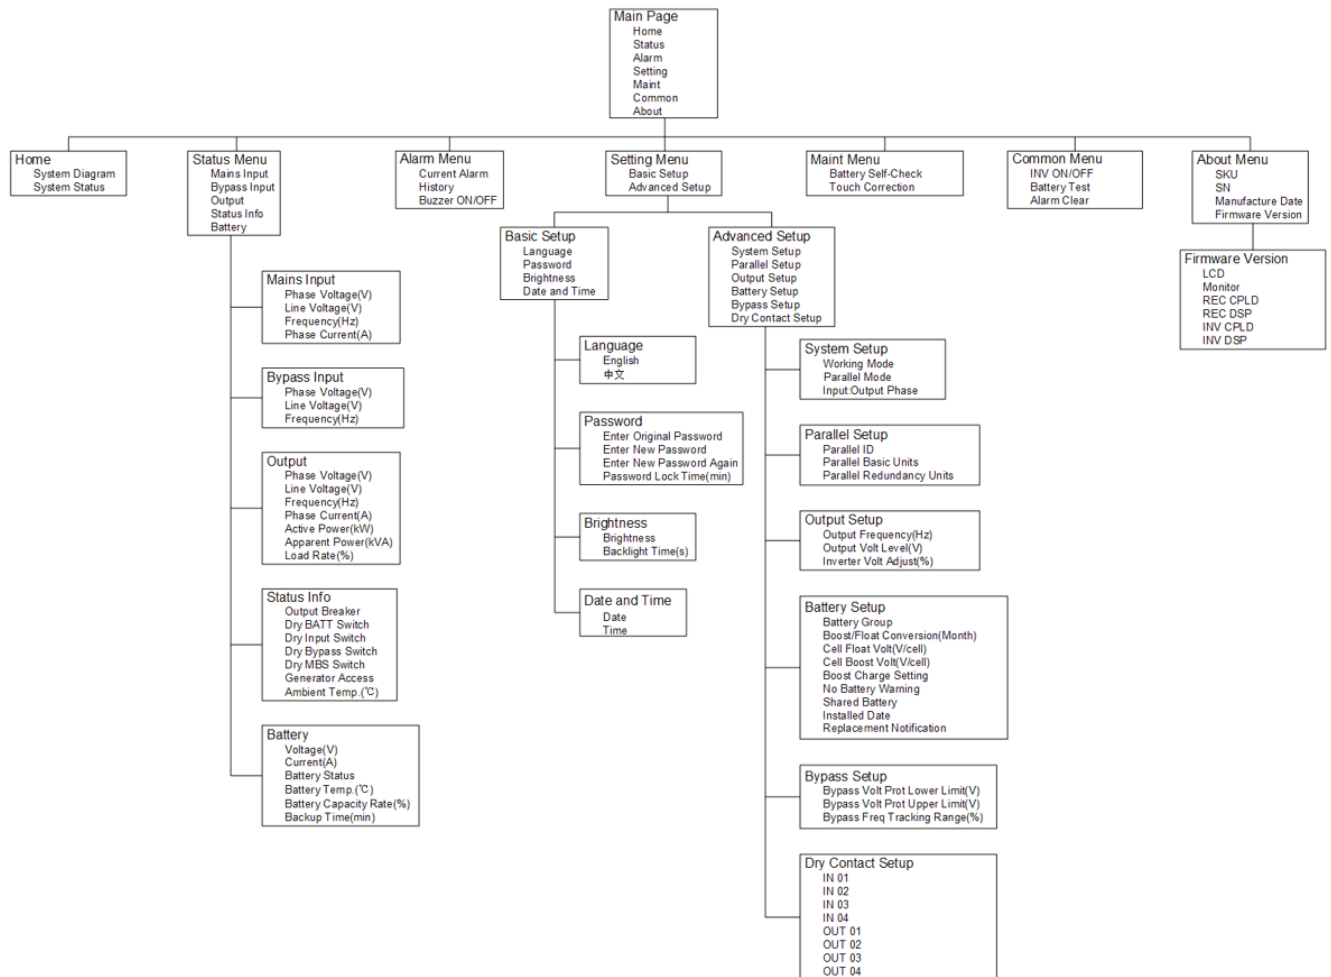 Main Page
Home
Status
Alarm
Setting
Maint
Common
About
Home
System Diagram
System Status
Status Menu
Mains Input
Bypass Input
Output
Status Info
Battery
Alarm Menu
Current Alarm
History
Buzzer ON/OFF
Setting Menu
Basic Setup
Advanced Setup
Maint Menu
Battery Self-Check
Touch Correction
Common Menu
INV ON/OFF
Battery Test
Alarm Clear
About Menu
SKU
SN
Manufacture Date
Firmware Version
Mains Input
Phase Voltage(V)
Line Voltage(V)
Frequency(Hz)
Phase Current(A)
Bypass Input
Phase Voltage(V)
Line Voltage(V)
Frequency(Hz)
Output
Phase Voltage(V)
Line Voltage(V)
Frequency(Hz)
Phase Current(A)
Active Power(kW)
Apparent Power(kVA)
Load Rate(%)
Status Info
Output Breaker
Dry BATT Switch
Dry Input Switch
Dry Bypass Switch
Dry MBS Switch
Generator Access
Ambient Temp.(℃)
Battery
Voltage(V)
Current(A)
Battery Status
Battery Temp.(℃)
Battery Capacity Rate(%)
Backup Time(min)
Basic Setup
Language
Password
Brightness
Date and Time
Language
English
中文
Password
Enter Original Password
Enter New Password
Enter New Password Again
Password Lock Time(min)
Brightness
Brightness
Backlight Time(s)
Date and Time
Date
Time
Advanced Setup
System Setup
Parallel Setup
Output Setup
Battery Setup
Bypass Setup
Dry Contact Setup
System Setup
Working Mode
Parallel Mode
Input:Output Phase
Parallel Setup
Parallel ID
Parallel Basic Units
Parallel Redundancy Units
Output Setup
Output Frequency(Hz)
Output Volt Level(V)
Inverter Volt Adjust(%)
Battery Setup
Battery Group
Boost/Float Conversion(Month)
Cell Float Volt(V/cell)
Cell Boost Volt(V/cell)
Boost Charge Setting
No Battery Warning
Shared Battery
Installed Date
Replacement Notification
Bypass Setup
Bypass Volt Prot Lower Limit(V)
Bypass Volt Prot Upper Limit(V)
Bypass Freq Tracking Range(%)
Dry Contact Setup
IN 01
IN 02
IN 03
IN 04
OUT 01
OUT 02
OUT 03
OUT 04
Firmware Version
LCD
Monitor
REC CPLD
REC DSP
INV CPLD
INV DSP